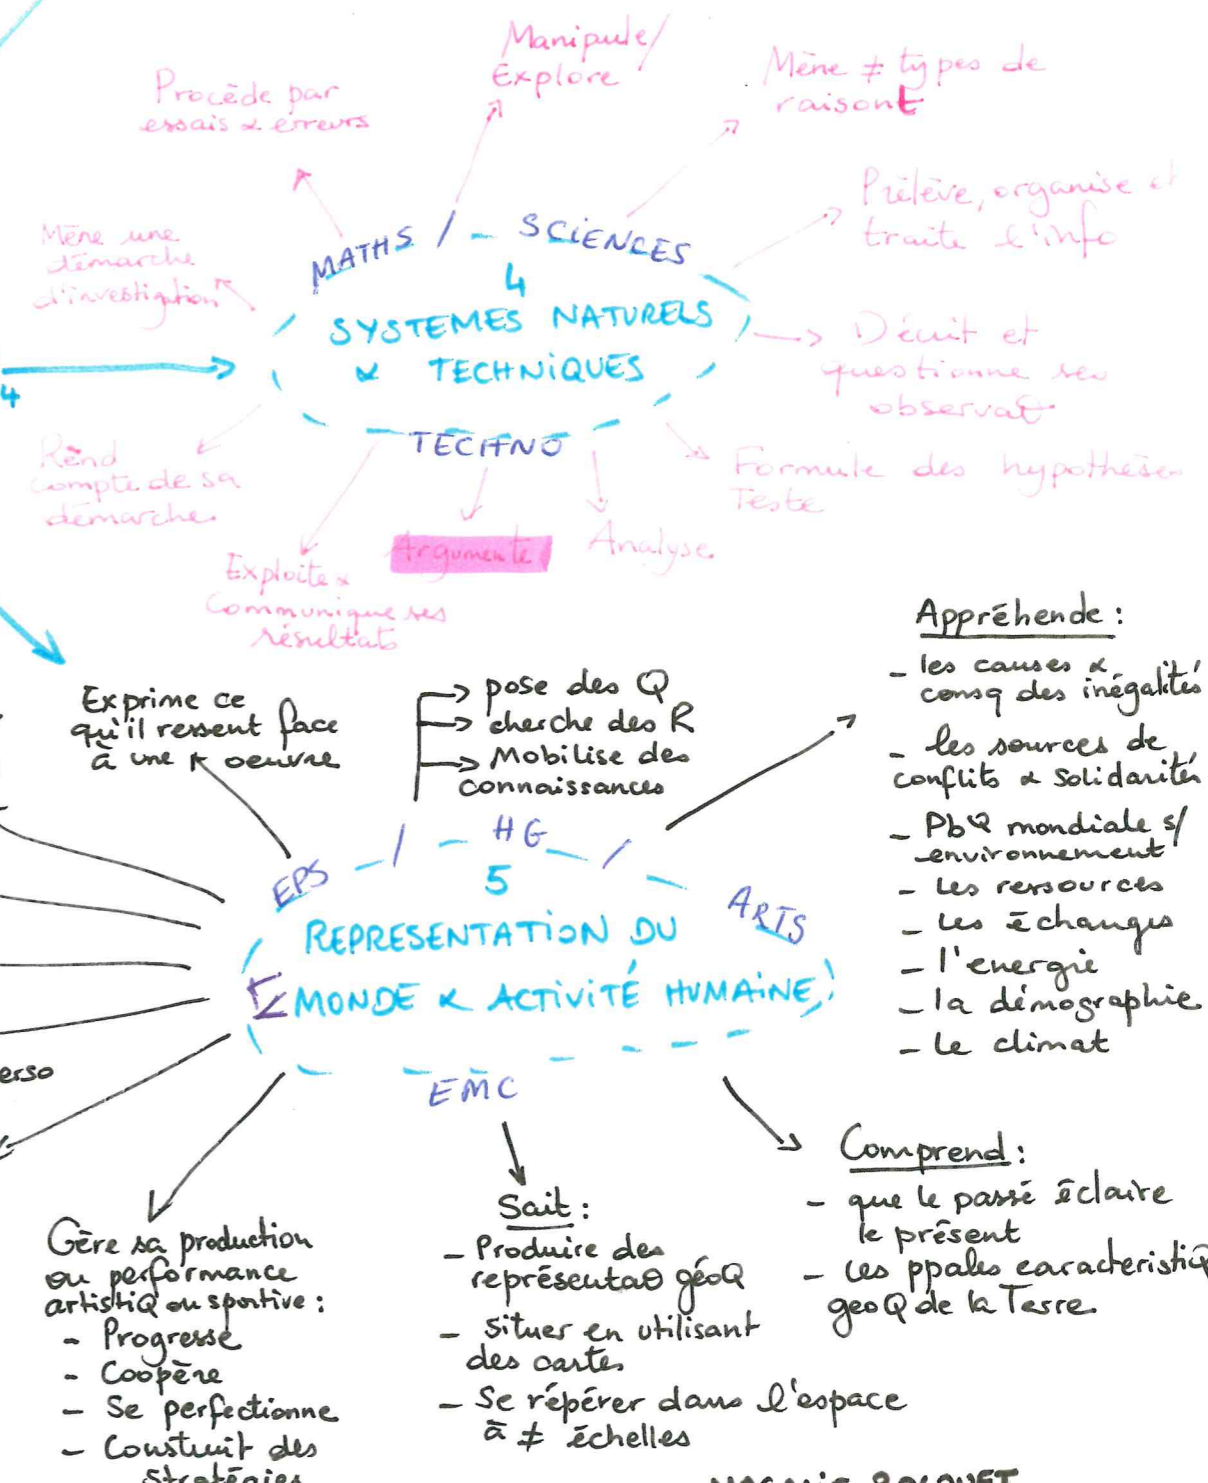 Manipule/
Explore
Mène ≠ types de
raisont
Procède par
essais & erreurs
Prélève, organise et
traite l'info
Mène une
démarche
d'investigation
MATHS / - SCIENCES
4
SYSTEMES NATURELS
& TECHNIQUES
TECHNO
4
Décrit et
questionne ses
observat°
Rend
compte de sa
démarche
Formule des hypothèses
Teste
Argumente
Analyse
Exploite &
Communique ses
résultats
Exprime ce
qu'il ressent face
à une oeuvre
pose des Q
cherche des R
Mobilise des
connaissances
Appréhende :
- les causes &
consq des inégalités
- les sources de
conflits & solidarités
- PbQ mondiale s/
environnement
- Les ressources
- Les échanges
- l'energie
- la démographie
- Le climat
EPS / - HG /
ARTS
5
REPRESENTATION DU
MONDE & ACTIVITÉ HUMAINE
EMC
erso
Gère sa production
ou performance
artistiQ ou sportive :
- Progresse
- Coopère
- Se perfectionne
- Construit des
stratégies
Sait :
- Produire des
représentaO géoQ
- Situer en utilisant
des cartes
- Se répérer dans l'espace
à ≠ échelles
Comprend :
- que le passé éclaire
le présent
- Les ppales caracteristiQ
geoQ de la Terre